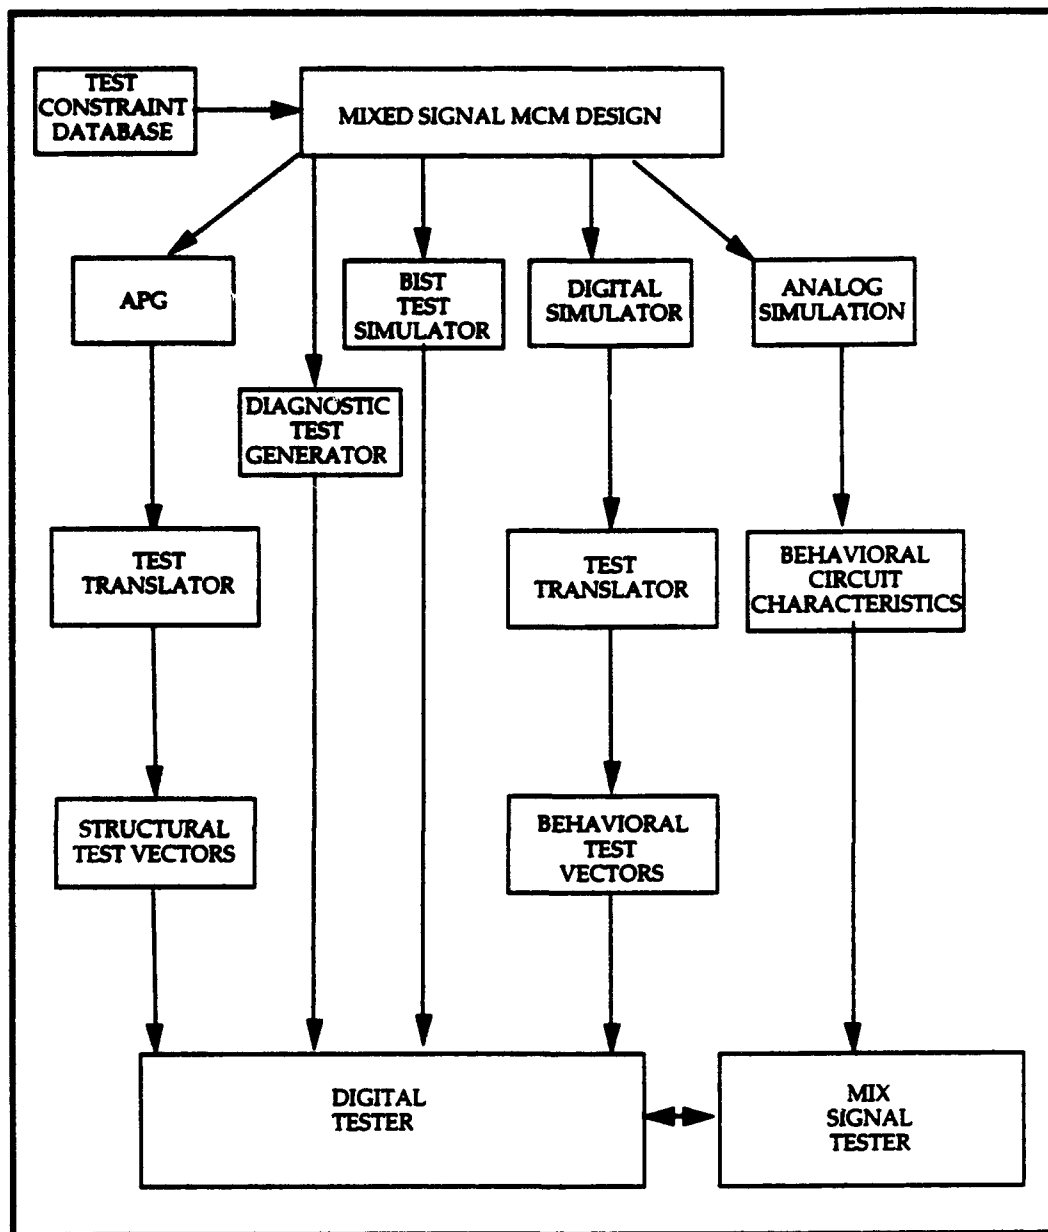 TEST
CONSTRAINT
DATABASE
MIXED SIGNAL MCM DESIGN
APG
BIST
TEST
SIMULATOR
DIGITAL
SIMULATOR
ANALOG
SIMULATION
DIAGNOSTIC
TEST
GENERATOR
TEST
TRANSLATOR
TEST
TRANSLATOR
BEHAVIORAL
CIRCUIT
CHARACTERISTICS
STRUCTURAL
TEST VECTORS
BEHAVIORAL
TEST
VECTORS
DIGITAL
TESTER
MIX
SIGNAL
TESTER